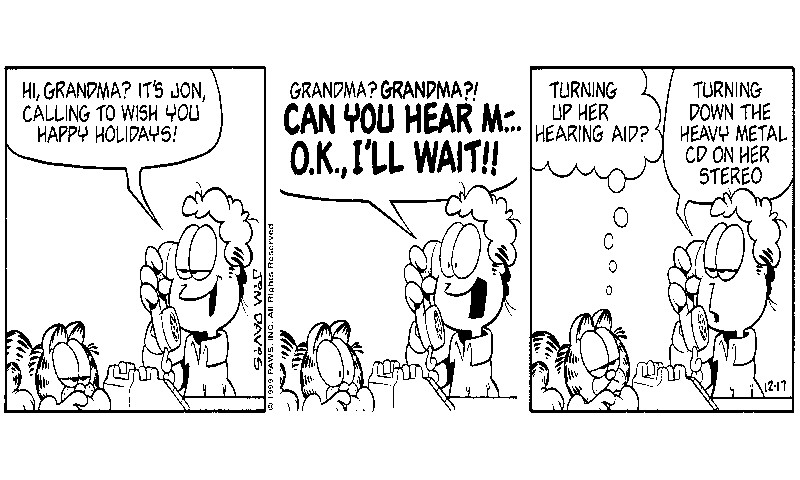 HI, GRANDMA? IT'S JON,
CALLING TO WISH YOU
HAPPY HOLIDAYS!
GRANDMA? GRANDMA?!
CAN YOU HEAR M-..
O.K., I'LL WAIT!!
TURNING
UP HER
HEARING AID?
TURNING
DOWN THE
HEAVY METAL
CD ON HER
STEREO
JIM DAVIS
© 1999 PAWS, INC. All Rights Reserved
12-17